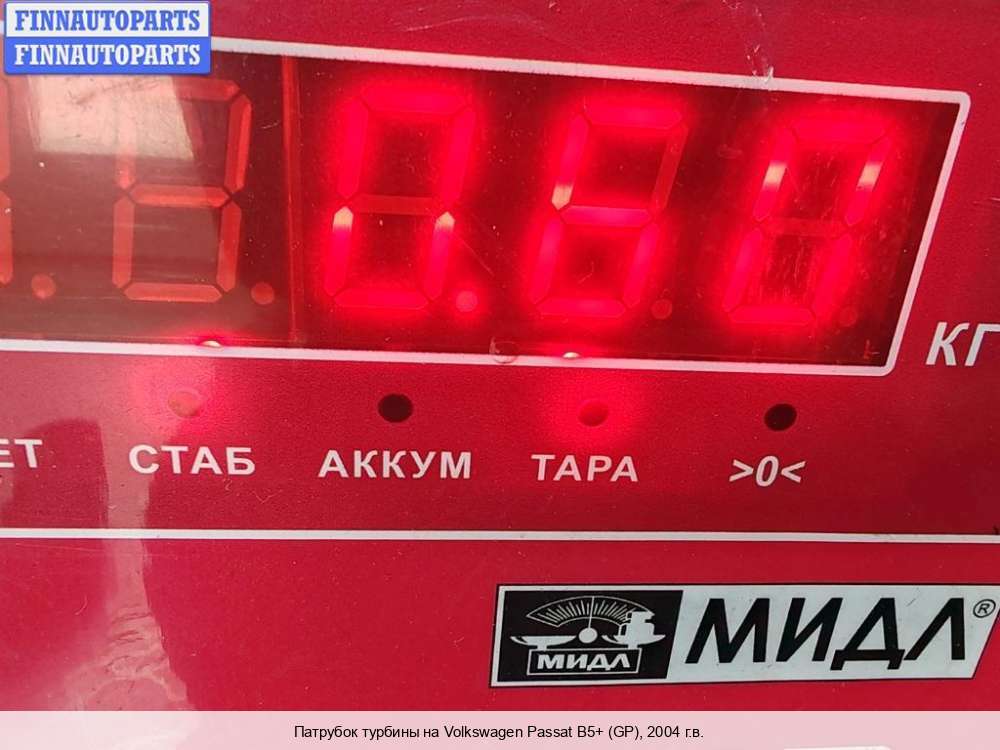 FINNAUTOPARTS
FINNAUTOPARTS
0.60
КГ
ЕТ СТАБ АККУМ ТАРА >0<
МИДЛ МИДЛ®
Патрубок турбины на Volkswagen Passat B5+ (GP), 2004 г.в.